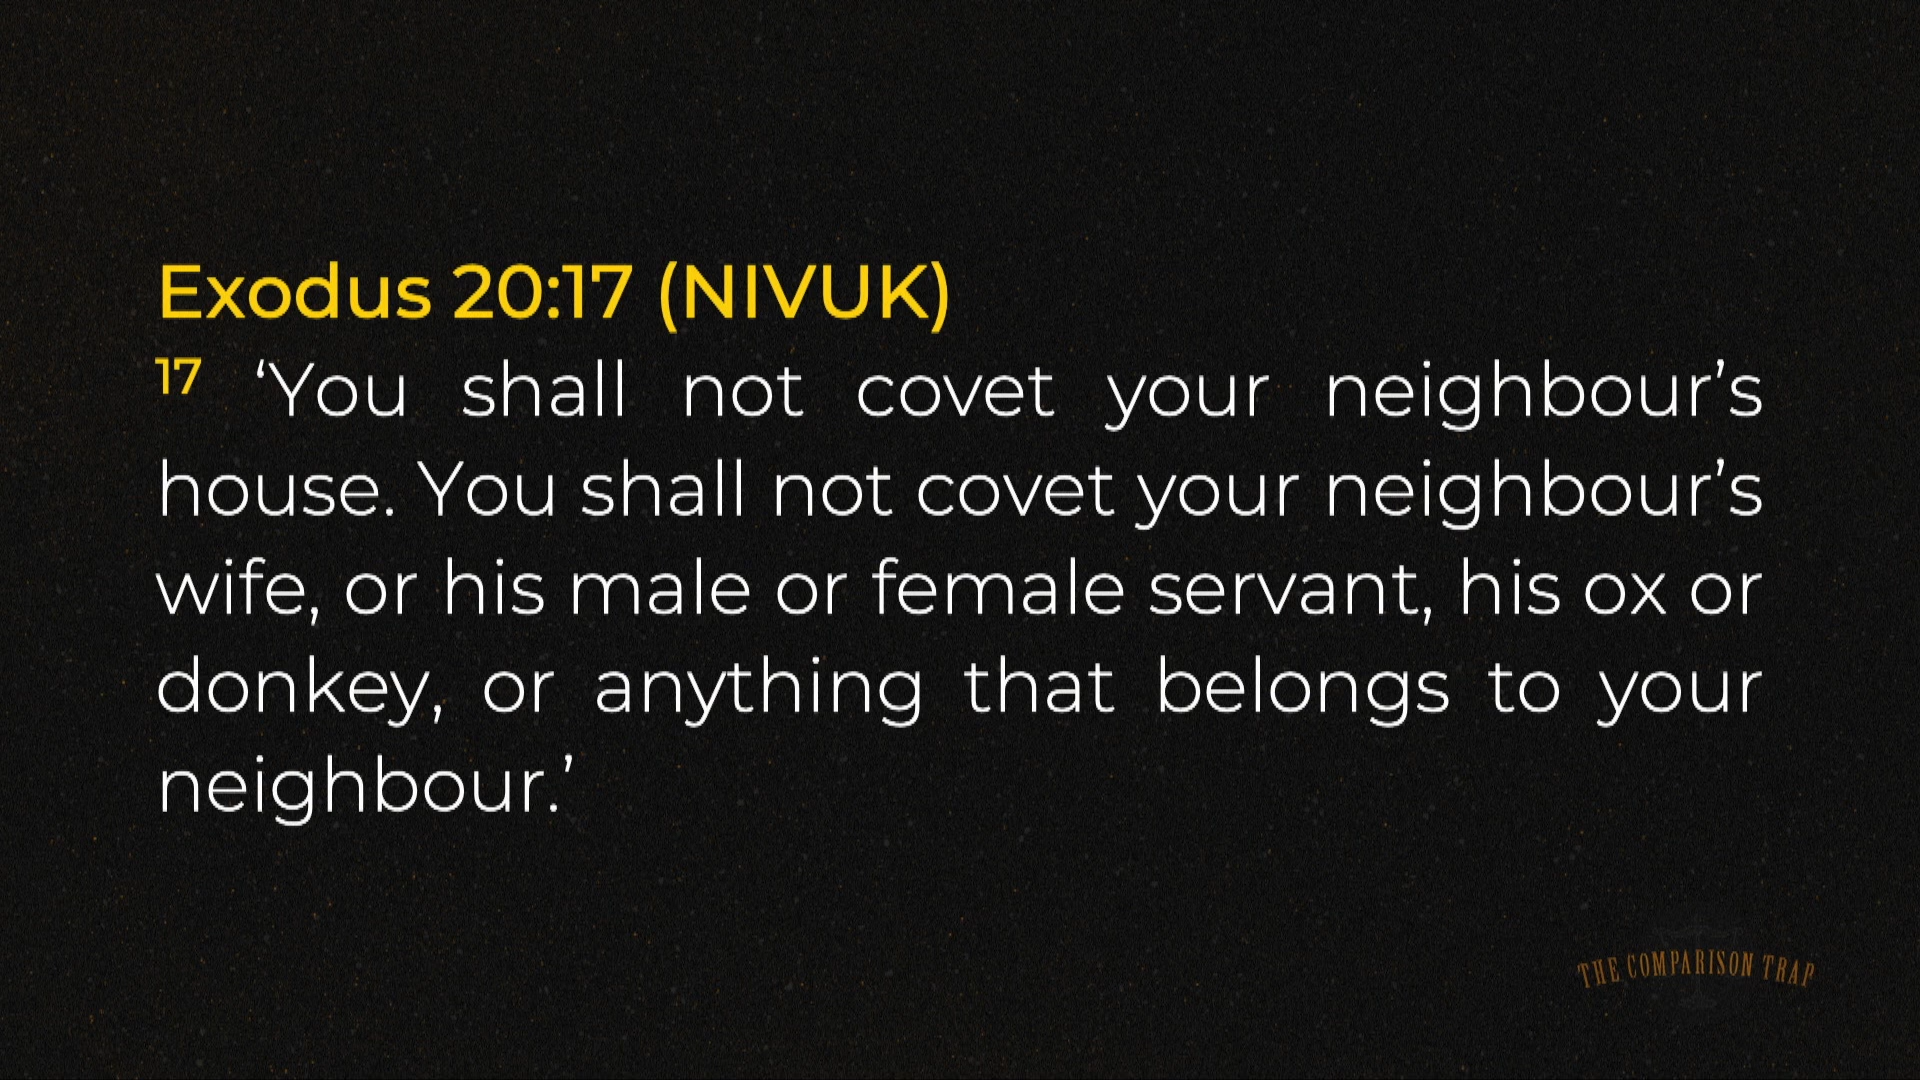 Exodus 20:17 (NIVUK)
17 ‘You shall not covet your neighbour’s
house. You shall not covet your neighbour’s
wife, or his male or female servant, his ox or
donkey, or anything that belongs to your
neighbour.’
THE COMPARISON TRAP